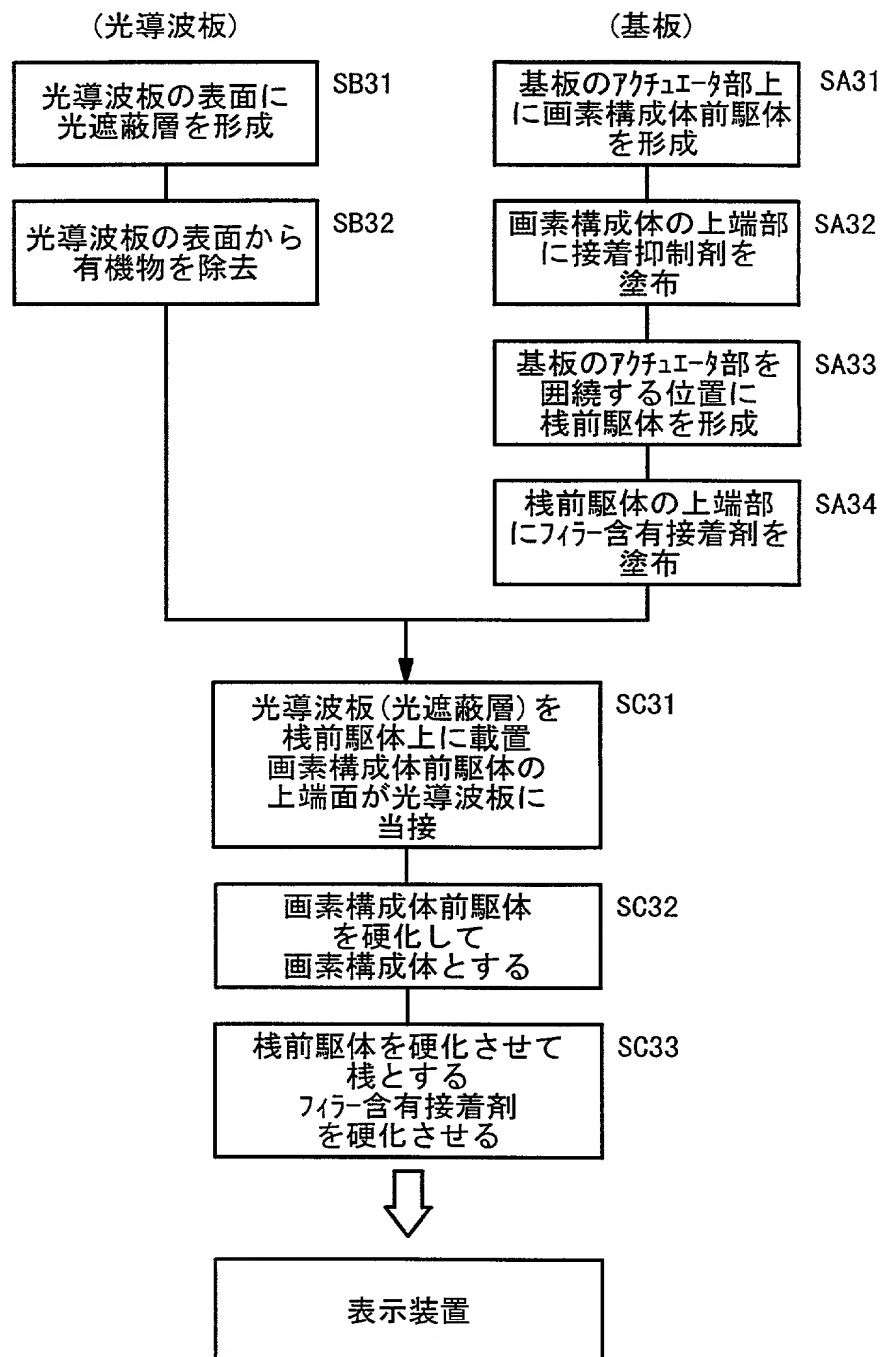 (光導波板)
光導波板の表面に
光遮蔽層を形成
SB31
光導波板の表面から
有機物を除去
SB32
(基板)
基板のｱｸﾁｭｴｰﾀ部上
に画素構成体前駆体
を形成
SA31
画素構成体の上端部
に接着抑制剤を
塗布
SA32
基板のｱｸﾁｭｴｰﾀ部を
囲繞する位置に
桟前駆体を形成
SA33
桟前駆体の上端部
にﾌｨﾗｰ含有接着剤を
塗布
SA34
光導波板(光遮蔽層)を
桟前駆体上に載置
画素構成体前駆体の
上端面が光導波板に
当接
SC31
画素構成体前駆体
を硬化して
画素構成体とする
SC32
桟前駆体を硬化させて
桟とする
ﾌｨﾗｰ含有接着剤
を硬化させる
SC33
表示装置